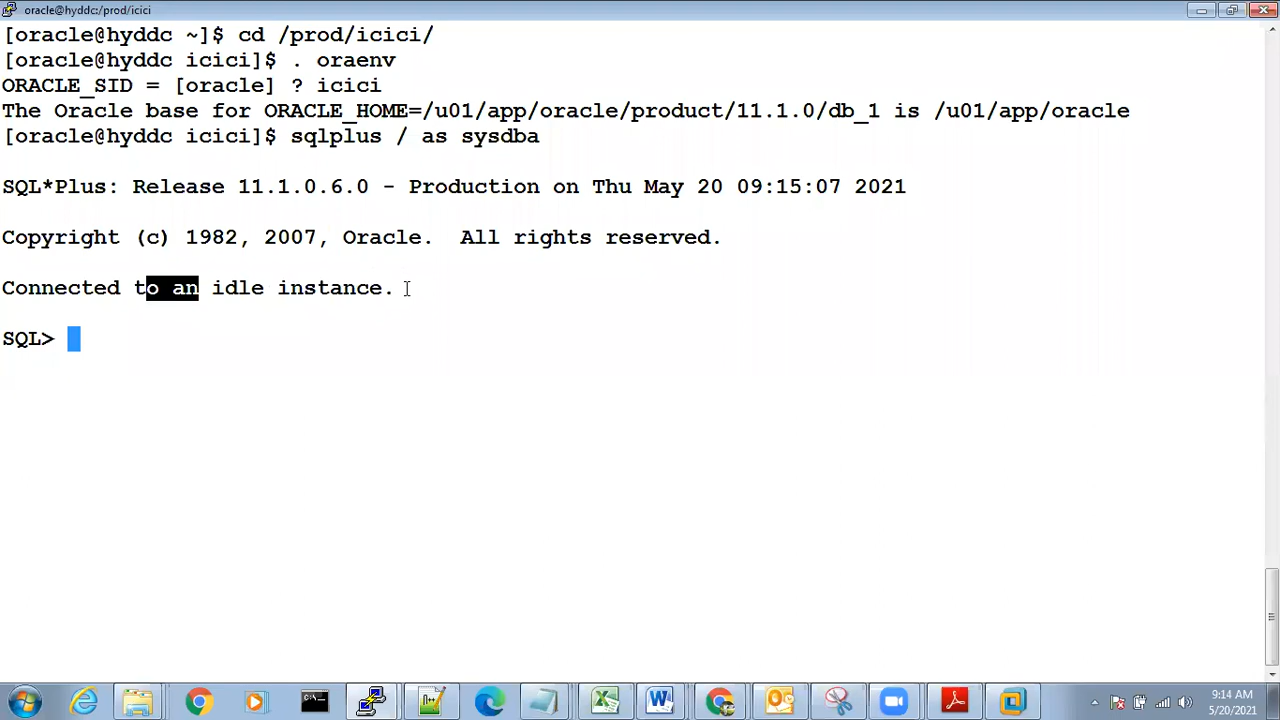 oracle@hyddc:/prod/icici
[oracle@hyddc ~]$ cd /prod/icici/
[oracle@hyddc icici]$ . oraenv
ORACLE_SID = [oracle] ? icici
The Oracle base for ORACLE_HOME=/u01/app/oracle/product/11.1.0/db_1 is /u01/app/oracle
[oracle@hyddc icici]$ sqlplus / as sysdba
SQL*Plus: Release 11.1.0.6.0 - Production on Thu May 20 09:15:07 2021
Copyright (c) 1982, 2007, Oracle.  All rights reserved.
Connected to an idle instance.
SQL>
9:14 AM
5/20/2021